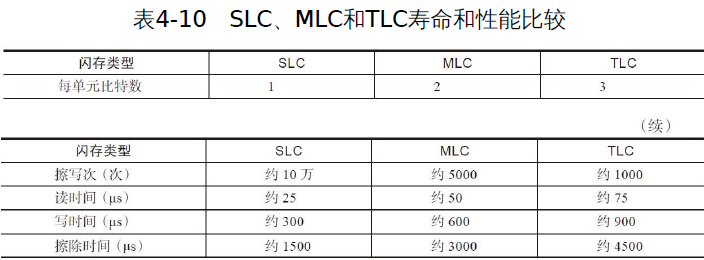 表4-10 SLC、MLC和TLC寿命和性能比较
闪存类型 SLC MLC TLC
每单元比特数 1 2 3
（续）
闪存类型 SLC MLC TLC
擦写次（次） 约 10 万 约 5000 约 1000
读时间（μs） 约 25 约 50 约 75
写时间（μs） 约 300 约 600 约 900
擦除时间（μs） 约 1500 约 3000 约 4500